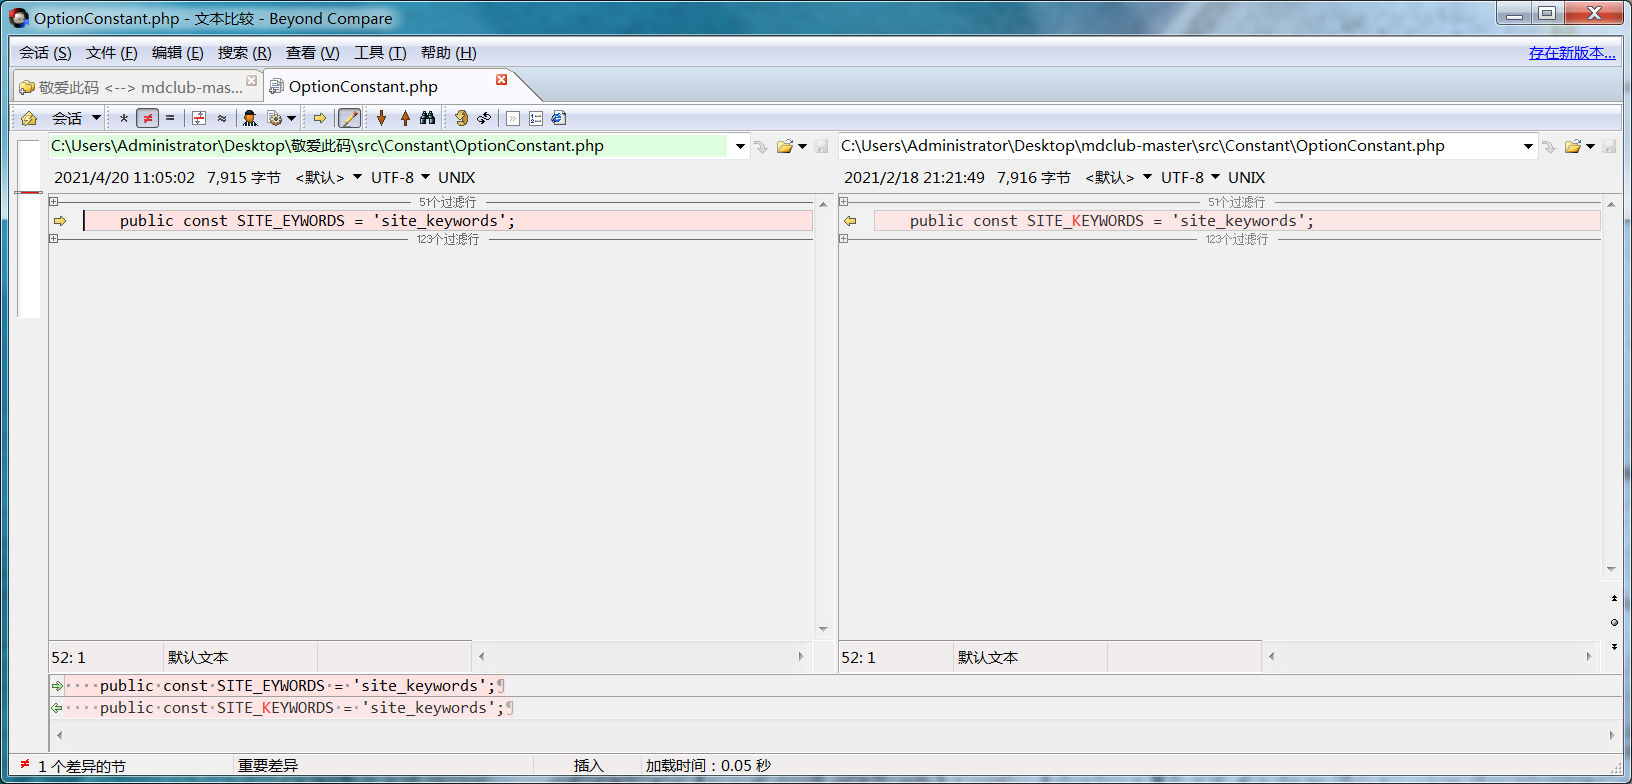 OptionConstant.php - 文本比较 - Beyond Compare
会话 (S) 文件 (F) 编辑 (E) 搜索 (R) 查看 (V) 工具 (T) 帮助 (H) 存在新版本...
敬爱此码 <--> mdclub-mas... OptionConstant.php
会话
C:\Users\Administrator\Desktop\敬爱此码\src\Constant\OptionConstant.php C:\Users\Administrator\Desktop\mdclub-master\src\Constant\OptionConstant.php
2021/4/20 11:05:02 7,915 字节 <默认> UTF-8 UNIX 2021/2/18 21:21:49 7,916 字节 <默认> UTF-8 UNIX
51个过滤行 51个过滤行
public const SITE_EYWORDS = 'site_keywords'; public const SITE_KEYWORDS = 'site_keywords';
123个过滤行 123个过滤行
52: 1 默认文本 52: 1 默认文本
public const SITE_EYWORDS = 'site_keywords';¶
public const SITE_KEYWORDS = 'site_keywords';¶
1 个差异的节 重要差异 插入 加载时间：0.05 秒